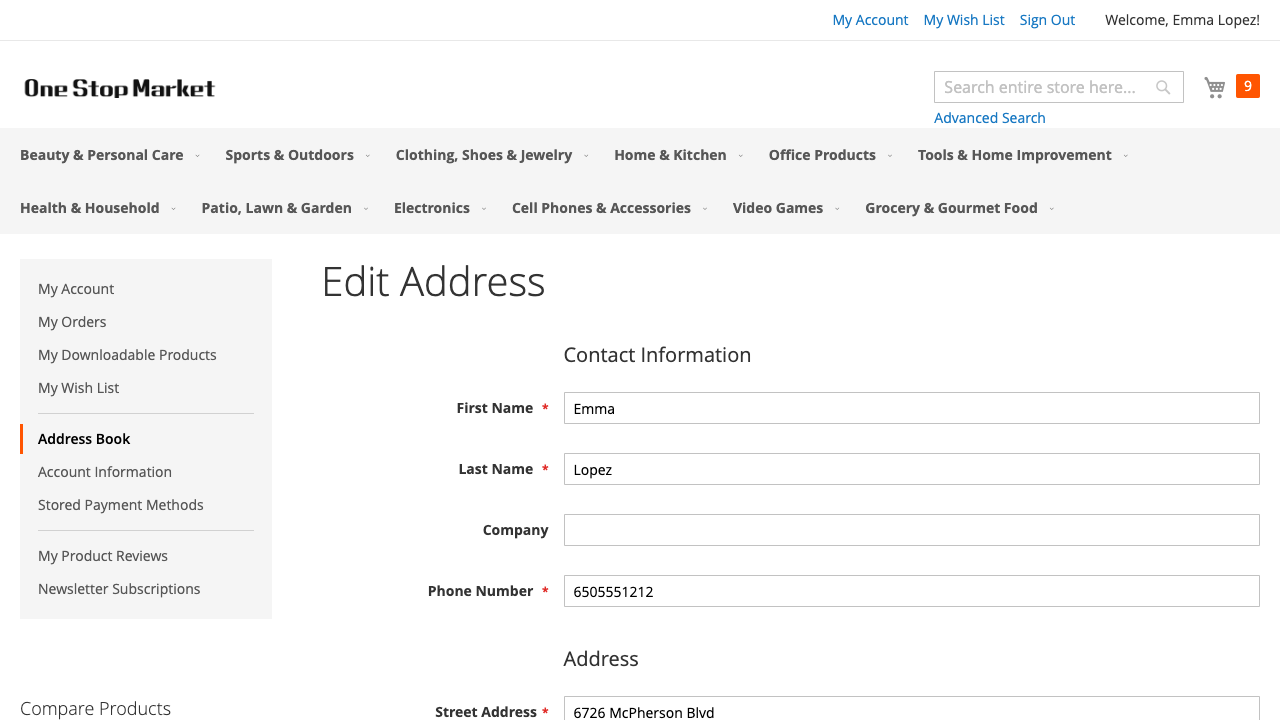 My Account My Wish List Sign Out Welcome, Emma Lopez!
One Stop Market
Search entire store here...
9
Advanced Search
Beauty & Personal Care Sports & Outdoors Clothing, Shoes & Jewelry Home & Kitchen Office Products Tools & Home Improvement
Health & Household Patio, Lawn & Garden Electronics Cell Phones & Accessories Video Games Grocery & Gourmet Food
My Account
My Orders
My Downloadable Products
My Wish List
Address Book
Account Information
Stored Payment Methods
My Product Reviews
Newsletter Subscriptions
Compare Products
Edit Address
Contact Information
First Name * Emma
Last Name * Lopez
Company
Phone Number * 6505551212
Address
Street Address * 6726 McPherson Blvd